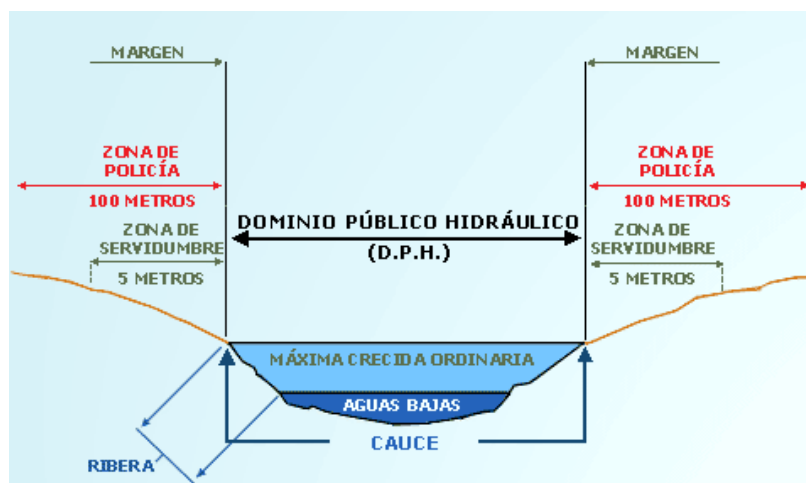 MARGEN
MARGEN
ZONA DE
POLICÍA
100 METROS
ZONA DE
POLICÍA
100 METROS
DOMINIO PÚBLICO HIDRÁULICO
(D.P.H.)
ZONA DE
SERVIDUMBRE
5 METROS
ZONA DE
SERVIDUMBRE
5 METROS
MÁXIMA CRECIDA ORDINARIA
AGUAS BAJAS
CAUCE
RIBERA